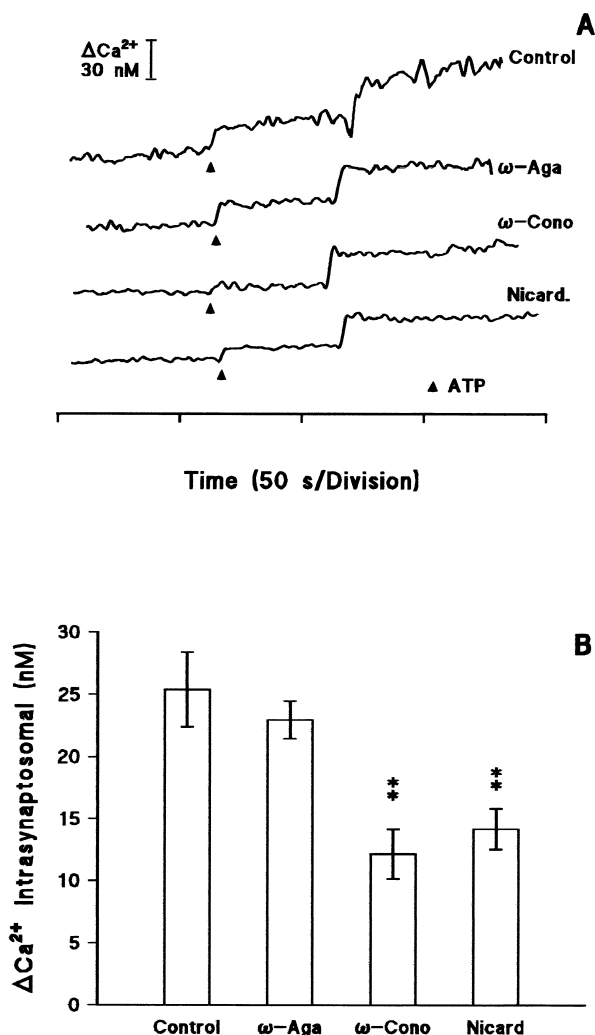 A
ΔCa²⁺
30 nM
Control
ω-Aga
ω-Cono
Nicard.
▲ ATP
Time (50 s/Division)
B
ΔCa²⁺ Intrasynaptosomal (nM)
30
25
20
15
10
5
0
**
**
Control
ω-Aga
ω-Cono
Nicard